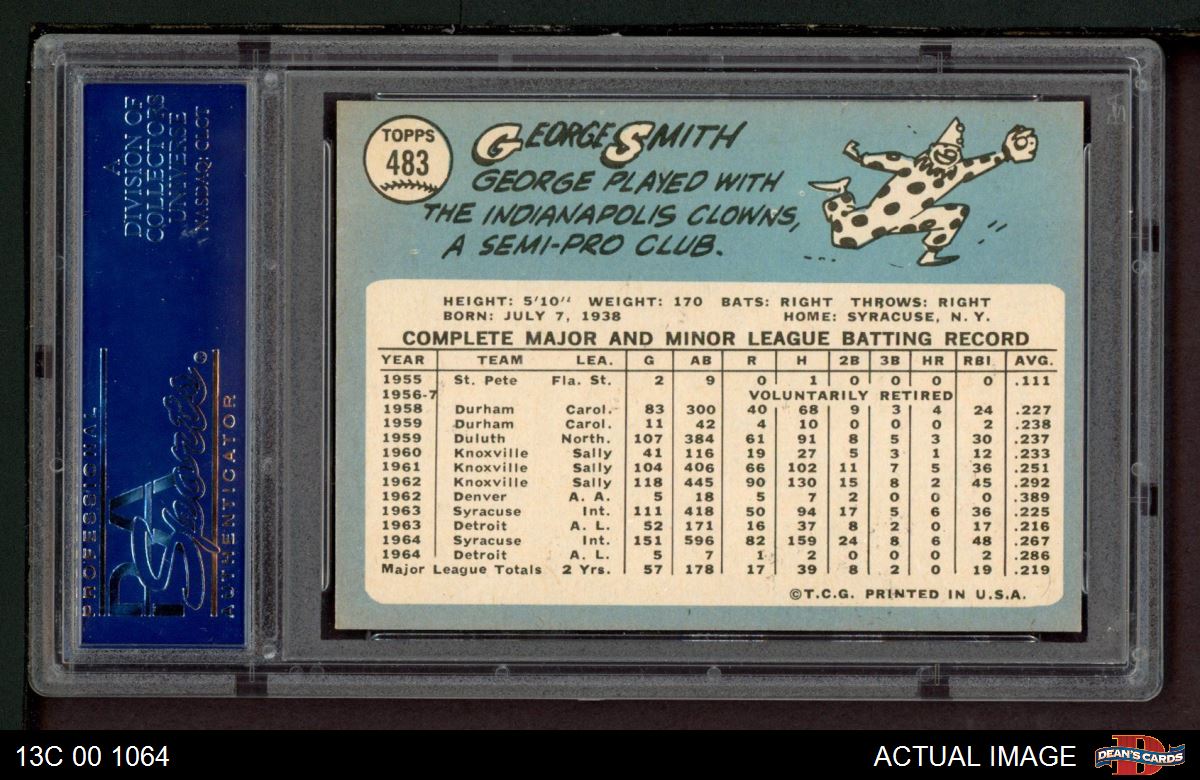 A
DIVISION OF
COLLECTORS
UNIVERSE
NASDAQ: CLCT
PROFESSIONAL
PSA
Sports
AUTHENTICATOR
TOPPS
483
GEORGE SMITH
GEORGE PLAYED WITH
THE INDIANAPOLIS CLOWNS,
A SEMI-PRO CLUB.
HEIGHT: 5'10" WEIGHT: 170 BATS: RIGHT THROWS: RIGHT
BORN: JULY 7, 1938 HOME: SYRACUSE, N. Y.
COMPLETE MAJOR AND MINOR LEAGUE BATTING RECORD
YEAR TEAM LEA. G AB R H 2B 3B HR RBI AVG.
1955 St. Pete Fla. St. 2 9 0 1 0 0 0 0 .111
1956-7 VOLUNTARILY RETIRED
1958 Durham Carol. 83 300 40 68 9 3 4 24 .227
1959 Durham Carol. 11 42 4 10 0 0 0 2 .238
1959 Duluth North. 107 384 61 91 8 5 3 30 .237
1960 Knoxville Sally 41 116 19 27 5 3 1 12 .233
1961 Knoxville Sally 104 406 66 102 11 7 5 36 .251
1962 Knoxville Sally 118 445 90 130 15 8 2 45 .292
1962 Denver A. A. 5 18 5 7 2 0 0 0 .389
1963 Syracuse Int. 111 418 50 94 17 5 6 36 .225
1963 Detroit A. L. 52 171 16 37 8 2 0 17 .216
1964 Syracuse Int. 151 596 82 159 24 8 6 48 .267
1964 Detroit A. L. 5 7 1 2 0 0 0 2 .286
Major League Totals 2 Yrs. 57 178 17 39 8 2 0 19 .219
©T.C.G. PRINTED IN U.S.A.
13C 00 1064
ACTUAL IMAGE
D
DEAN'S CARDS